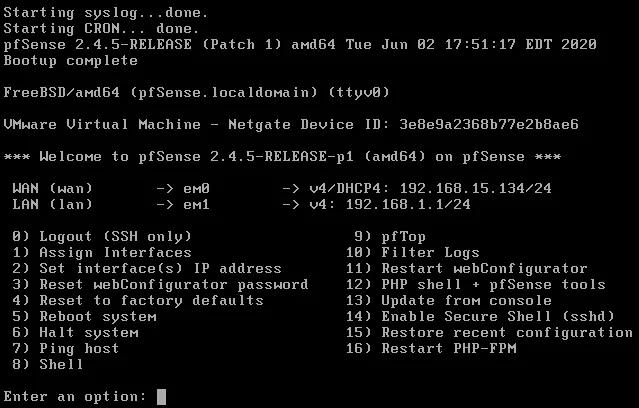 Starting syslog...done.
Starting CRON... done.
pfSense 2.4.5-RELEASE (Patch 1) amd64 Tue Jun 02 17:51:17 EDT 2020
Bootup complete
FreeBSD/amd64 (pfSense.localdomain) (ttyv0)
VMware Virtual Machine - Netgate Device ID: 3e8e9a2368b77e2b8ae6
*** Welcome to pfSense 2.4.5-RELEASE-p1 (amd64) on pfSense ***
WAN (wan)       -> em0        -> v4/DHCP4: 192.168.15.134/24
LAN (lan)       -> em1        -> v4: 192.168.1.1/24
0) Logout (SSH only)                  9) pfTop
1) Assign Interfaces                 10) Filter Logs
2) Set interface(s) IP address       11) Restart webConfigurator
3) Reset webConfigurator password    12) PHP shell + pfSense tools
4) Reset to factory defaults         13) Update from console
5) Reboot system                     14) Enable Secure Shell (sshd)
6) Halt system                       15) Restore recent configuration
7) Ping host                         16) Restart PHP-FPM
8) Shell
Enter an option: